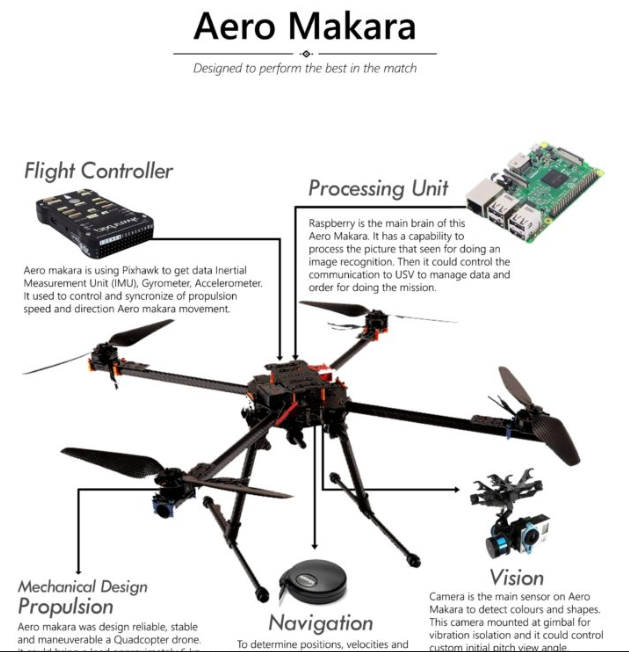 Aero Makara
Designed to perform the best in the match
Flight Controller
Aero makara is using Pixhawk to get data Inertial
Measurement Unit (IMU), Gyrometer, Accelerometer.
It used to control and syncronize of propulsion
speed and direction Aero makara movement.
Processing Unit
Raspberry is the main brain of this
Aero Makara. It has a capability to
process the picture that seen for doing an
image recognition. Then it could control the
communication to USV to manage data and
order for doing the mission.
Mechanical Design
Propulsion
Aero makara was design reliable, stable
and maneuverable a Quadcopter drone.
Navigation
To determine positions, velocities and
Vision
Camera is the main sensor on Aero
Makara to detect colours and shapes.
This camera mounted at gimbal for
vibration isolation and it could control
custom initial pitch view angle.